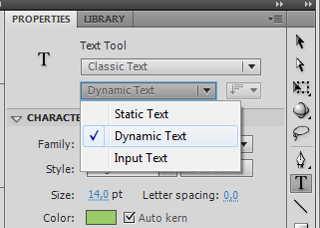 PROPERTIES LIBRARY
T Text Tool
Classic Text
Dynamic Text
Static Text
Dynamic Text
Input Text
CHARACTE
Family:
Style:
Size: 14,0 pt Letter spacing: 0,0
Color: Auto kern
T